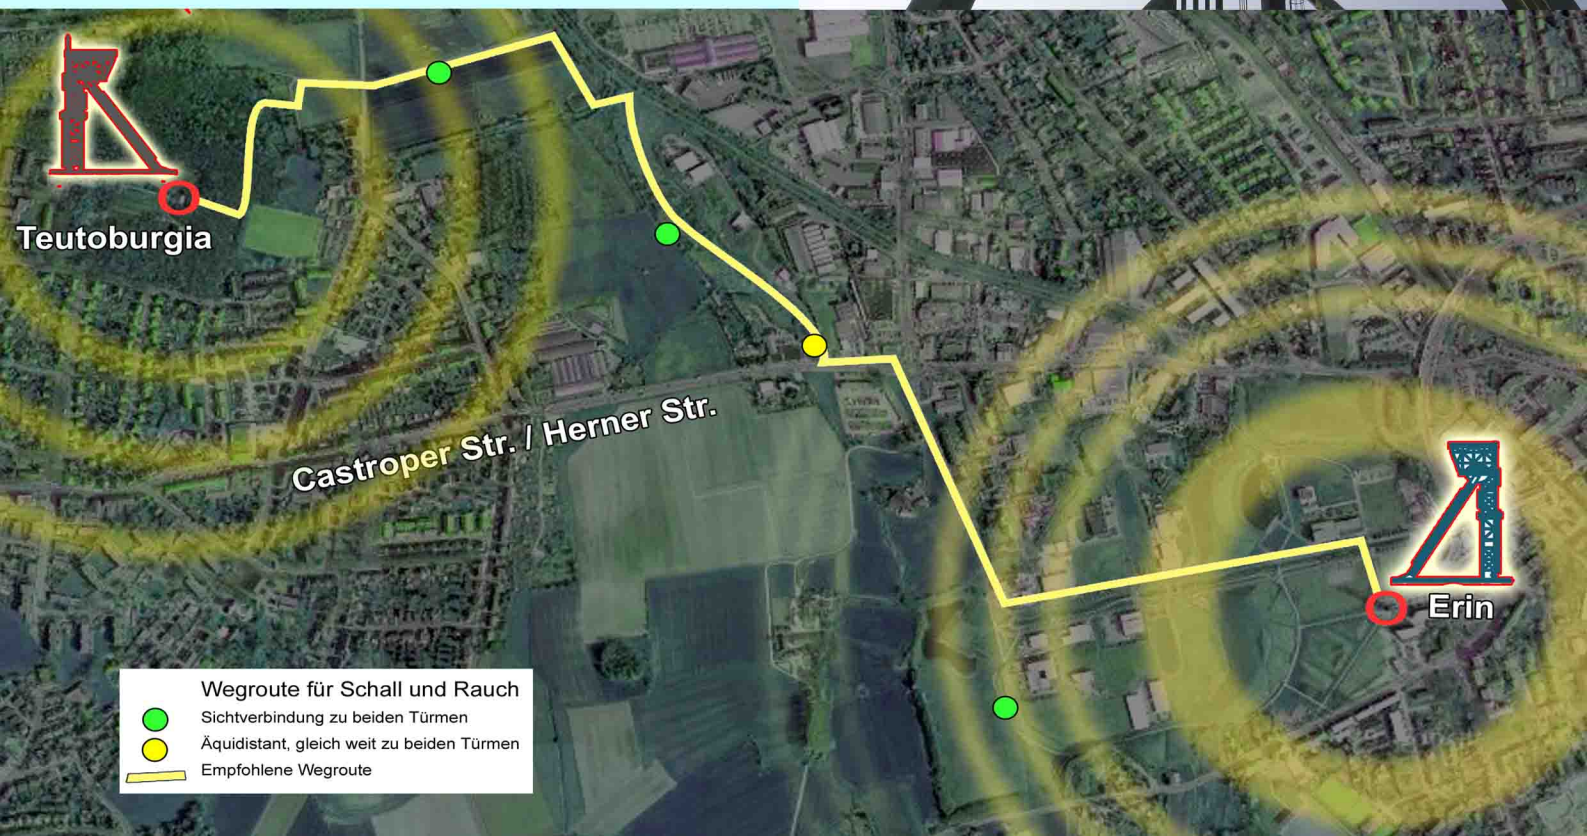 Teutoburgia
Castroper Str. / Herner Str.
Erin
Wegroute für Schall und Rauch
Sichtverbindung zu beiden Türmen
Äquidistant, gleich weit zu beiden Türmen
Empfohlene Wegroute